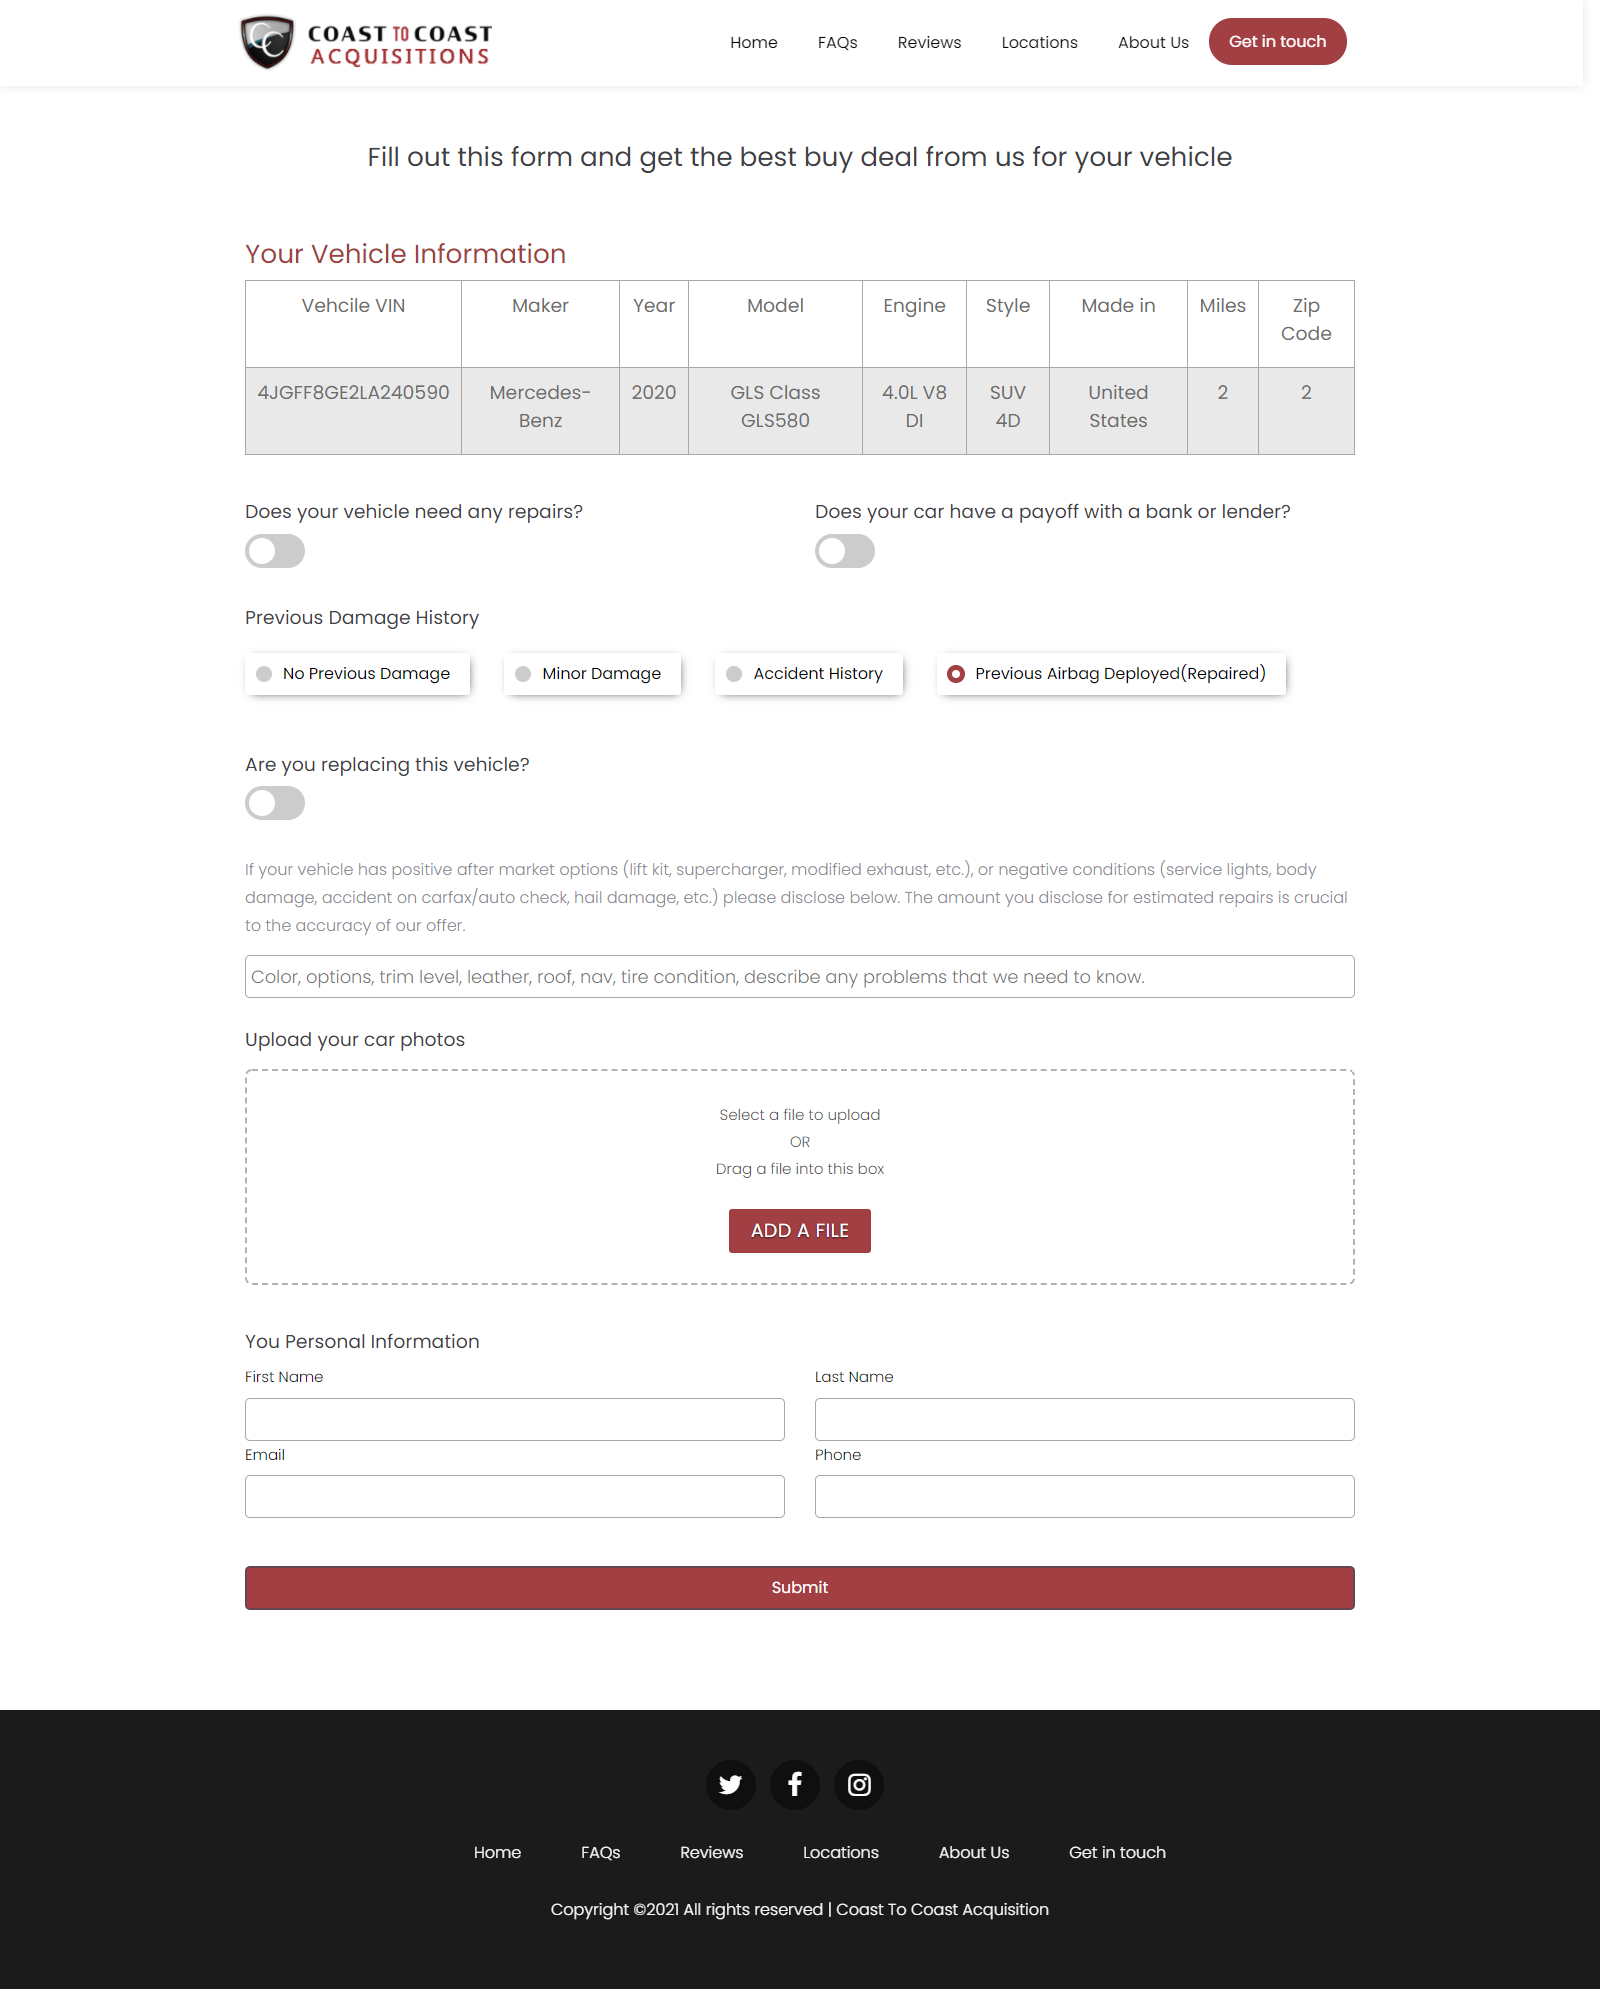 COAST TO COAST
ACQUISITIONS
Home FAQs Reviews Locations About Us Get in touch
Fill out this form and get the best buy deal from us for your vehicle
Your Vehicle Information
Vehcile VIN Maker Year Model Engine Style Made in Miles Zip Code
4JGFF8GE2LA240590 Mercedes-Benz 2020 GLS Class GLS580 4.0L V8 DI SUV 4D United States 2 2
Does your vehicle need any repairs? Does your car have a payoff with a bank or lender?
Previous Damage History
No Previous Damage Minor Damage Accident History Previous Airbag Deployed(Repaired)
Are you replacing this vehicle?
If your vehicle has positive after market options (lift kit, supercharger, modified exhaust, etc.), or negative conditions (service lights, body
damage, accident on carfax/auto check, hail damage, etc.) please disclose below. The amount you disclose for estimated repairs is crucial
to the accuracy of our offer.
Color, options, trim level, leather, roof, nav, tire condition, describe any problems that we need to know.
Upload your car photos
Select a file to upload
OR
Drag a file into this box
ADD A FILE
You Personal Information
First Name Last Name
Email Phone
Submit
Home FAQs Reviews Locations About Us Get in touch
Copyright ©2021 All rights reserved | Coast To Coast Acquisition